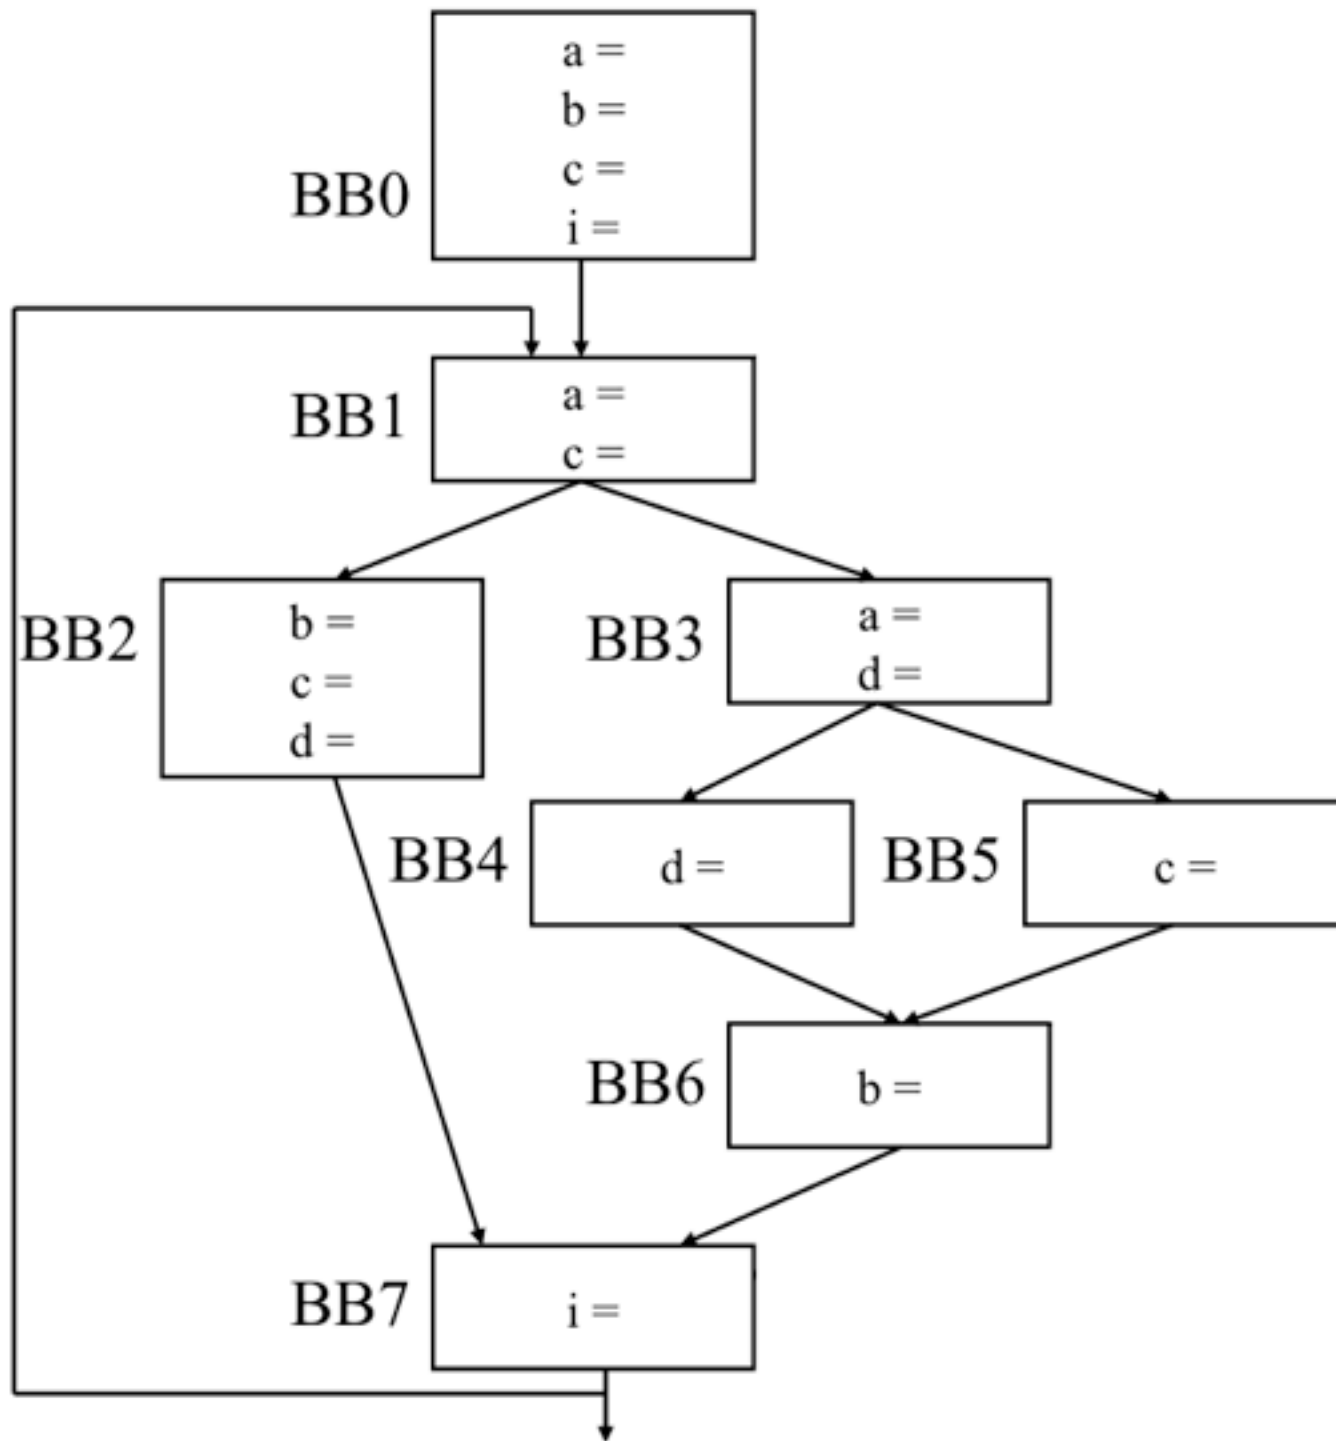 a =
b =
c =
i =
BB0
a =
c =
BB1
b =
c =
d =
BB2
a =
d =
BB3
d =
BB4
c =
BB5
b =
BB6
i =
BB7